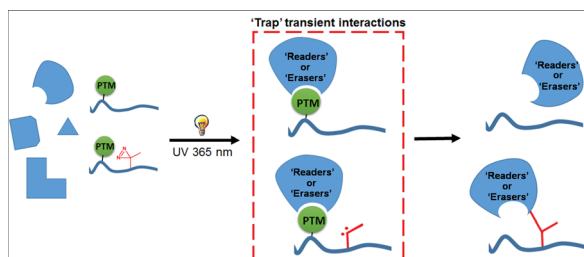 'Trap' transient interactions
PTM
PTM
N
N
UV 365 nm
'Readers'
or
'Erasers'
PTM
'Readers'
or
'Erasers'
PTM
'Readers'
or
'Erasers'
'Readers'
or
'Erasers'